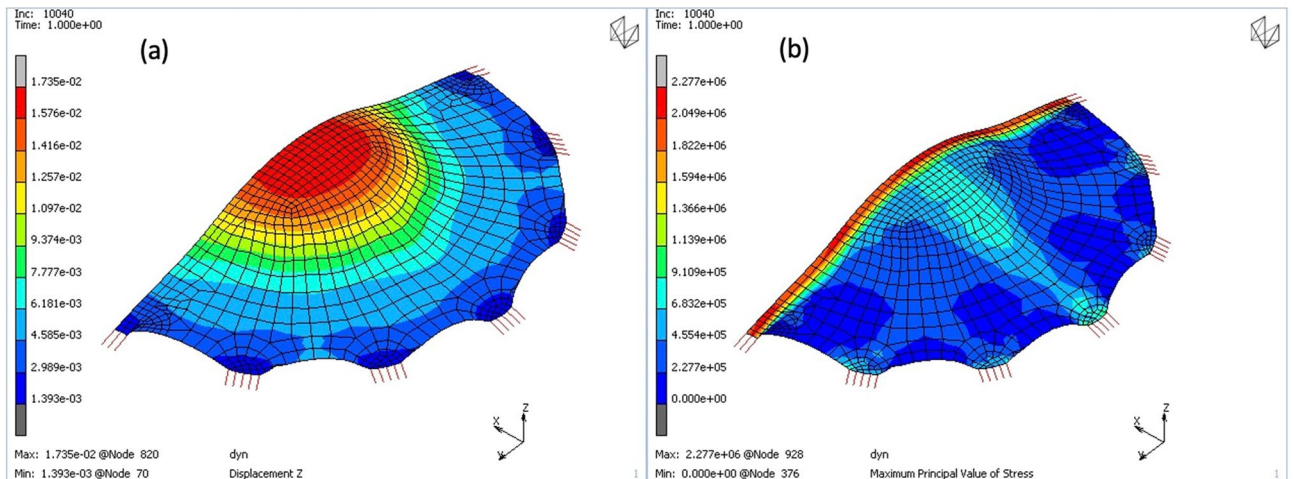 Inc: 10040
Time: 1.000e+00
(a)
1.735e-02
1.576e-02
1.416e-02
1.257e-02
1.097e-02
9.374e-03
7.777e-03
6.181e-03
4.585e-03
2.989e-03
1.393e-03
X
Z
Y
Max: 1.735e-02 @Node 820
dyn
Min: 1.393e-03 @Node 70
Displacement Z
1
Inc: 10040
Time: 1.000e+00
(b)
2.277e+06
2.049e+06
1.822e+06
1.594e+06
1.366e+06
1.139e+06
9.109e+05
6.832e+05
4.554e+05
2.277e+05
0.000e+00
X
Z
Y
Max: 2.277e+06 @Node 928
dyn
Min: 0.000e+00 @Node 376
Maximum Principal Value of Stress
1